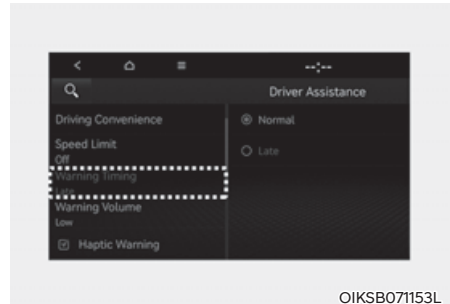 --:--
Driver Assistance
Driving Convenience
Speed Limit
Off
Warning Timing
Late
Warning Volume
Low
Haptic Warning
Normal
Late
OIKSB071153L